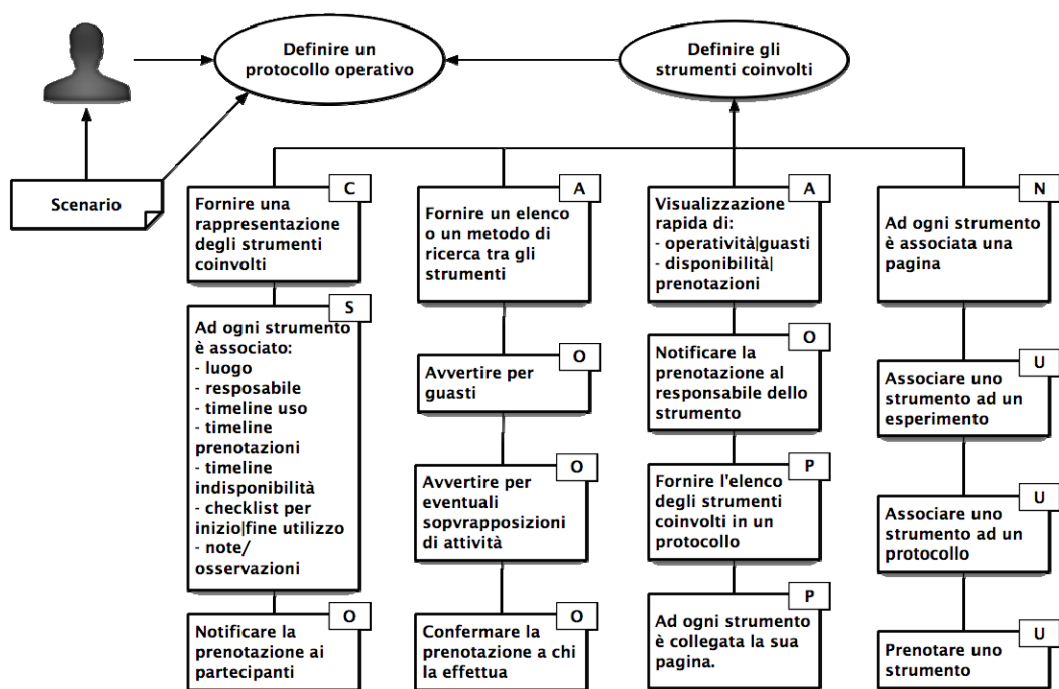 Definire un
protocollo operativo
Definire gli
strumenti coinvolti
Scenario
C
Fornire una
rappresentazione
degli strumenti
coinvolti
S
Ad ogni strumento
è associato:
- luogo
- resposabile
- timeline uso
- timeline
prenotazioni
- timeline
indisponibilità
- checklist per
inizio|fine utilizzo
- note/
osservazioni
O
Notificare la
prenotazione ai
partecipanti
A
Fornire un elenco
o un metodo di
ricerca tra gli
strumenti
O
Avvertire per
guasti
O
Avvertire per
eventuali
sopvrapposizioni
di attività
O
Confermare la
prenotazione a chi
la effettua
A
Visualizzazione
rapida di:
- operatività|guasti
- disponibilità|
prenotazioni
O
Notificare la
prenotazione al
responsabile dello
strumento
P
Fornire l'elenco
degli strumenti
coinvolti in un
protocollo
P
Ad ogni strumento
è collegata la sua
pagina.
N
Ad ogni strumento
è associata una
pagina
U
Associare uno
strumento ad un
esperimento
U
Associare uno
strumento ad un
protocollo
U
Prenotare uno
strumento